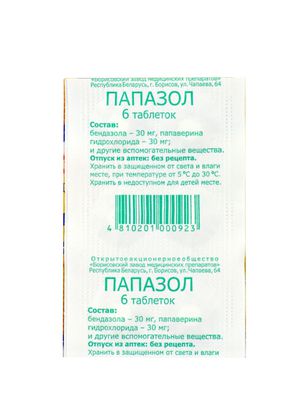 «Борисовский завод медицинских препаратов»
Республика Беларусь, г. Борисов, ул. Чапаева, 64
ПАПАЗОЛ
6 таблеток
Состав:
бендазола – 30 мг, папаверина
гидрохлорида – 30 мг;
и другие вспомогательные вещества.
Отпуск из аптек: без рецепта.
Хранить в защищенном от света и влаги
месте, при температуре от 5 °С до 30 °С.
Хранить в недоступном для детей месте.
4 810201 000923
Открытое акционерное общество
«Борисовский завод медицинских препаратов»
Республика Беларусь, г. Борисов, ул. Чапаева, 64
ПАПАЗОЛ
6 таблеток
Состав:
бендазола – 30 мг, папаверина
гидрохлорида – 30 мг;
и другие вспомогательные вещества.
Отпуск из аптек: без рецепта.
Хранить в защищенном от света и влаги